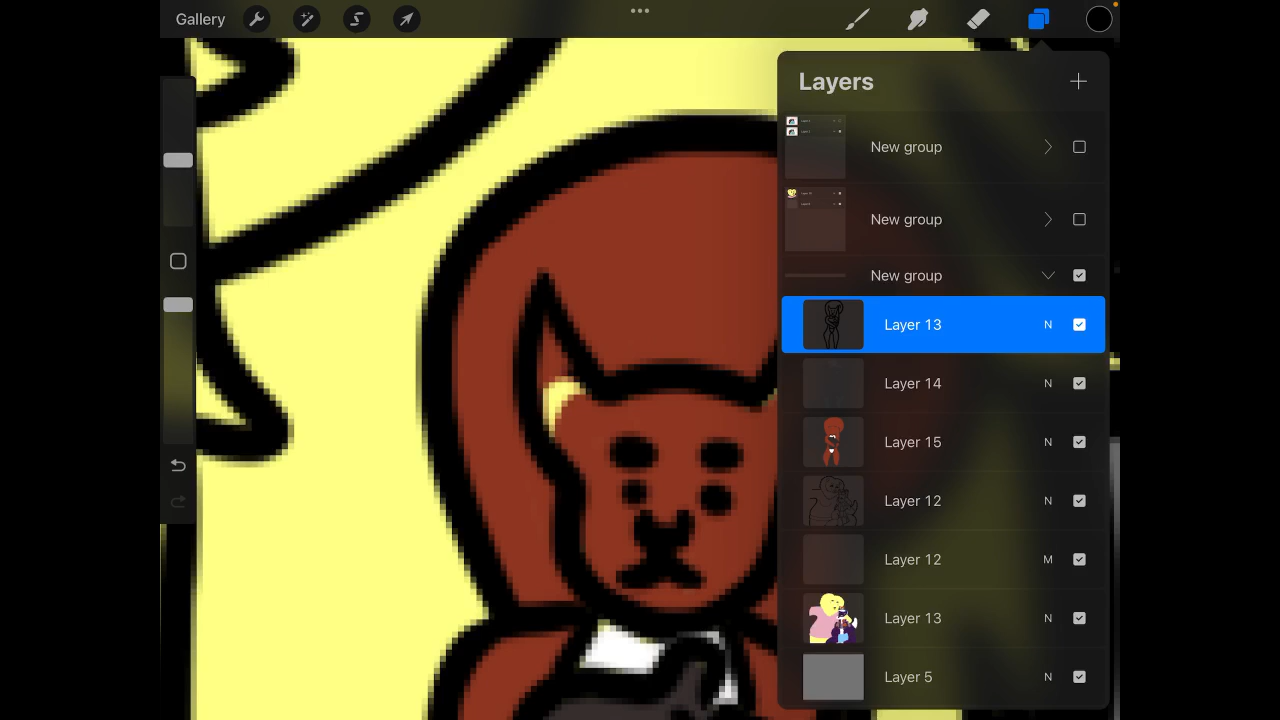 Gallery
Layers
New group
New group
New group
Layer 13 N
Layer 14 N
Layer 15 N
Layer 12 N
Layer 12 M
Layer 13 N
Layer 5 N